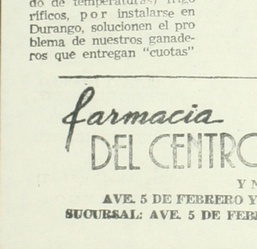 do de temperaturas) frigo
ríficos, por instalarse en
Durango, solucionen el pro
blema de nuestros ganade-
ros que entregan "cuotas"
farmacia
DEL CENTRO
Y N
AVE. 5 DE FEBRERO Y
SUCURSAL: AVE. 5 DE FEB